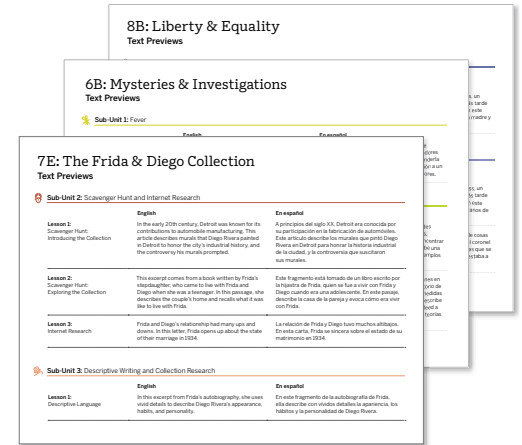 8B: Liberty & Equality
Text Previews
6B: Mysteries & Investigations
Text Previews
Sub-Unit 1: Fever
English En español
7E: The Frida & Diego Collection
Text Previews
Sub-Unit 2: Scavenger Hunt and Internet Research
English En español
Lesson 1:
Scavenger Hunt:
Introducing the Collection
In the early 20th century, Detroit was known for its
contributions to automobile manufacturing. This
article describes murals that Diego Rivera painted
in Detroit to honor the city's industrial history, and
the controversy his murals prompted.
A principios del siglo XX, Detroit era conocida por
su participación en la fabricación de automóviles.
Este artículo describe los murales que pintó Diego
Rivera en Detroit para honrar la historia industrial
de la ciudad, y la controversia que suscitaron
sus murales.
Lesson 2:
Scavenger Hunt:
Exploring the Collection
This excerpt comes from a book written by Frida's
stepdaughter, who came to live with Frida and
Diego when she was a teenager. In this passage, she
describes the couple's home and recalls what it was
like to live with Frida.
Este fragmento está tomado de un libro escrito por
la hijastra de Frida, quien se fue a vivir con Frida y
Diego cuando era una adolescente. En este pasaje,
describe la casa de la pareja y evoca cómo era vivir
con Frida.
Lesson 3:
Internet Research
Frida and Diego's relationship had many ups and
downs. In this letter, Frida opens up about the state
of their marriage in 1934.
La relación de Frida y Diego tuvo muchos altibajos.
En esta carta, Frida se sincera sobre el estado de su
matrimonio en 1934.
Sub-Unit 3: Descriptive Writing and Collection Research
English En español
Lesson 1:
Descriptive Language
In this excerpt from Frida's autobiography, she uses
vivid details to describe Diego Rivera's appearance,
habits, and personality.
En este fragmento de la autobiografía de Frida,
ella describe con vívidos detalles la apariencia, los
hábitos y la personalidad de Diego Rivera.